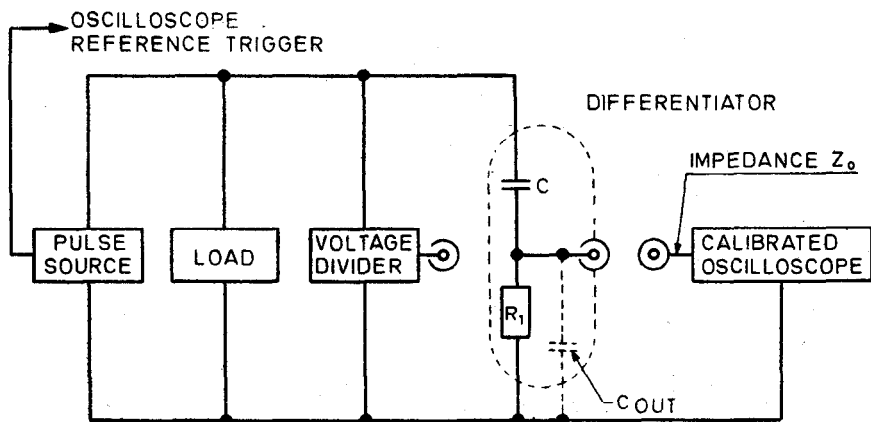 OSCILLOSCOPE
REFERENCE TRIGGER
DIFFERENTIATOR
IMPEDANCE Z₀
C
PULSE
SOURCE
LOAD
VOLTAGE
DIVIDER
CALIBRATED
OSCILLOSCOPE
R₁
C OUT